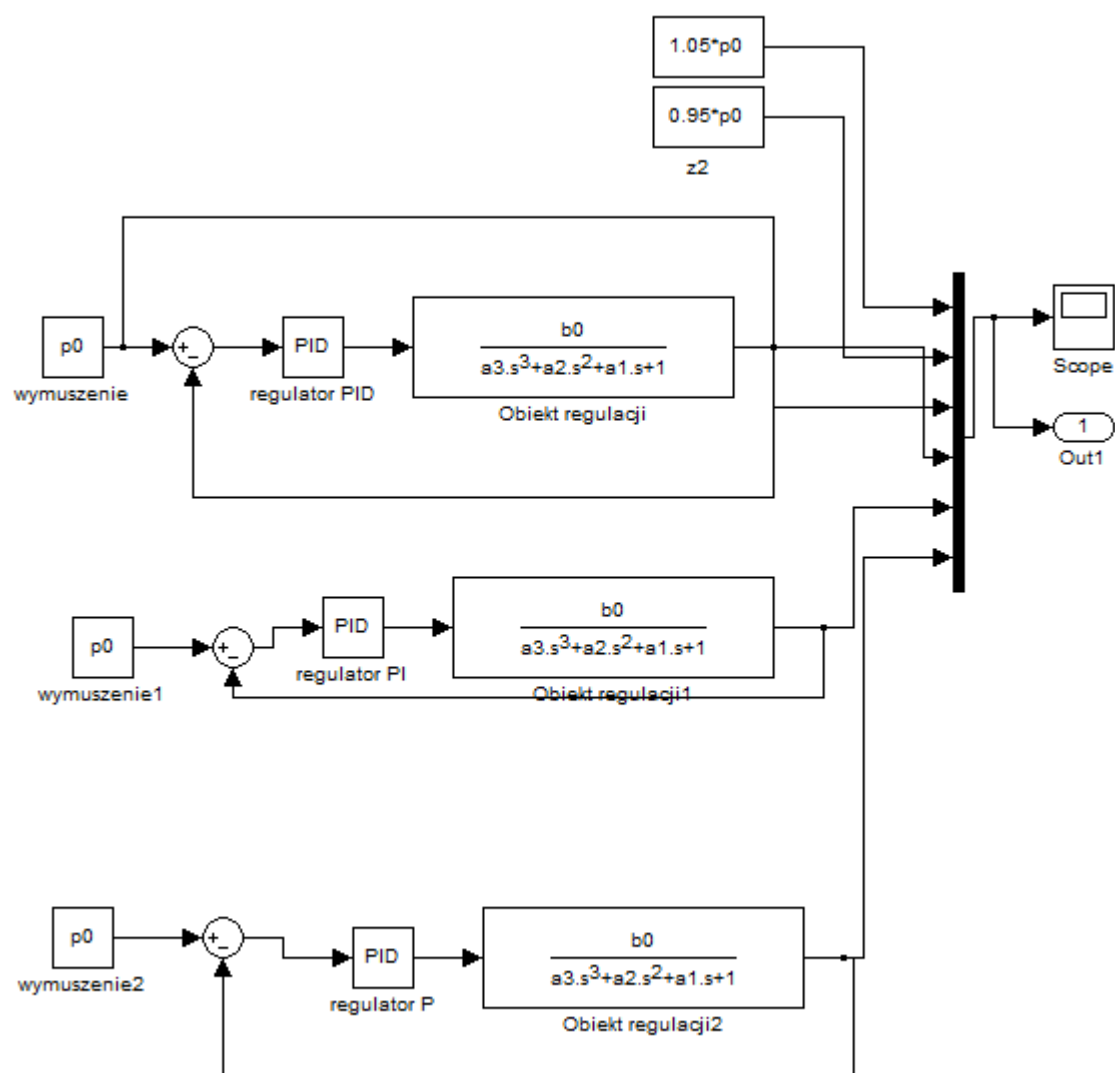 1.05*p0
0.95*p0
z2
p0
wymuszenie
+
−
PID
regulator PID
b0
a3.s³+a2.s²+a1.s+1
Obiekt regulacji
Scope
1
Out1
p0
wymuszenie1
+
−
PID
regulator PI
b0
a3.s³+a2.s²+a1.s+1
Obiekt regulacji1
p0
wymuszenie2
+
−
PID
regulator P
b0
a3.s³+a2.s²+a1.s+1
Obiekt regulacji2